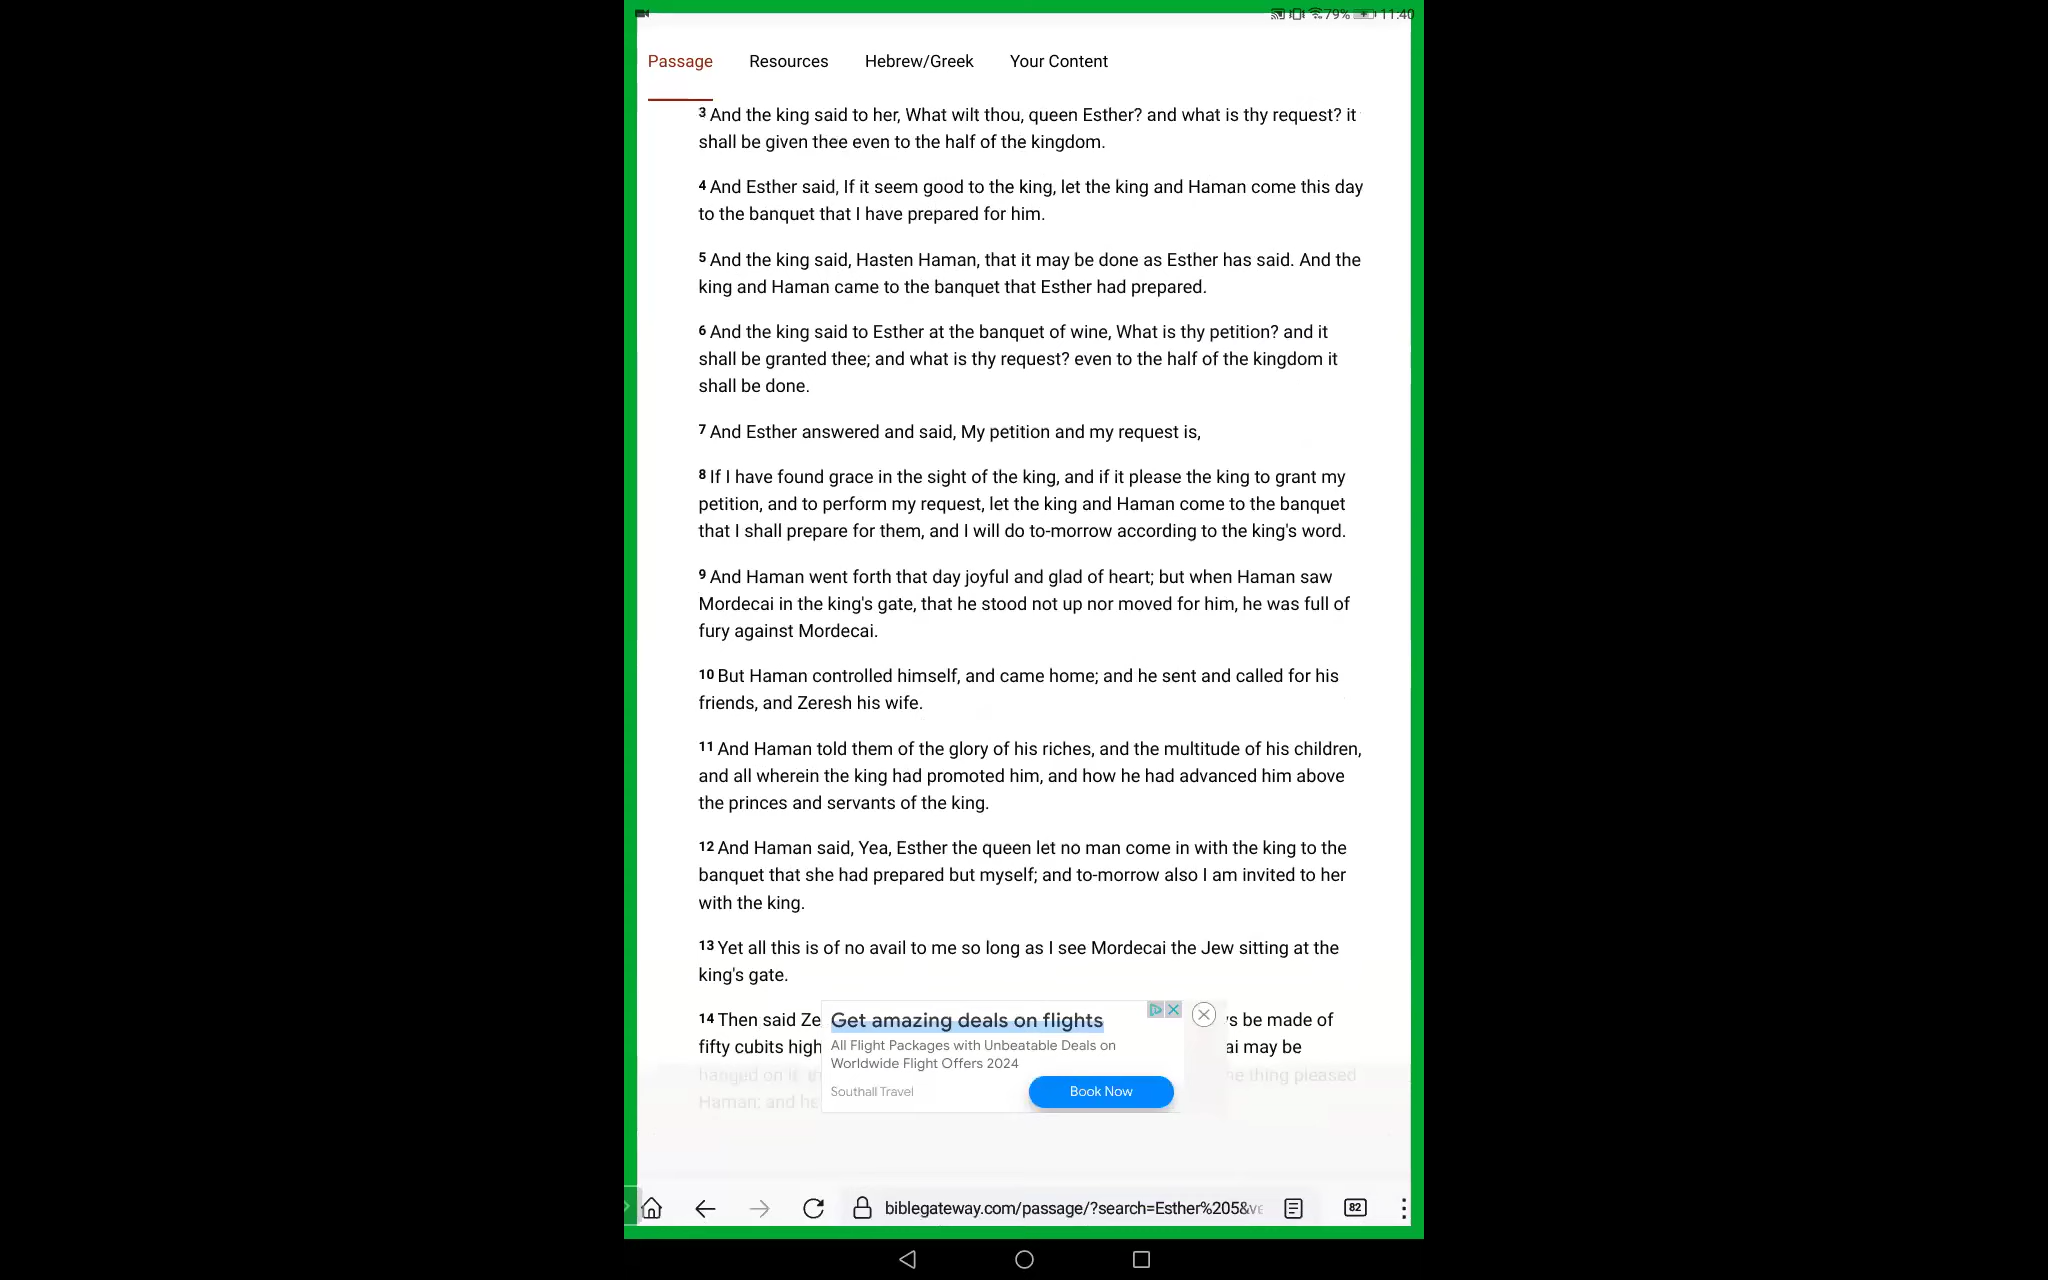 79% 11:40
Passage Resources Hebrew/Greek Your Content
3 And the king said to her, What wilt thou, queen Esther? and what is thy request? it
shall be given thee even to the half of the kingdom.
4 And Esther said, If it seem good to the king, let the king and Haman come this day
to the banquet that I have prepared for him.
5 And the king said, Hasten Haman, that it may be done as Esther has said. And the
king and Haman came to the banquet that Esther had prepared.
6 And the king said to Esther at the banquet of wine, What is thy petition? and it
shall be granted thee; and what is thy request? even to the half of the kingdom it
shall be done.
7 And Esther answered and said, My petition and my request is,
8 If I have found grace in the sight of the king, and if it please the king to grant my
petition, and to perform my request, let the king and Haman come to the banquet
that I shall prepare for them, and I will do to-morrow according to the king's word.
9 And Haman went forth that day joyful and glad of heart; but when Haman saw
Mordecai in the king's gate, that he stood not up nor moved for him, he was full of
fury against Mordecai.
10 But Haman controlled himself, and came home; and he sent and called for his
friends, and Zeresh his wife.
11 And Haman told them of the glory of his riches, and the multitude of his children,
and all wherein the king had promoted him, and how he had advanced him above
the princes and servants of the king.
12 And Haman said, Yea, Esther the queen let no man come in with the king to the
banquet that she had prepared but myself; and to-morrow also I am invited to her
with the king.
13 Yet all this is of no avail to me so long as I see Mordecai the Jew sitting at the
king's gate.
14 Then said Ze be made of
fifty cubits high ai may be
hanged on it thing pleased
Haman; and he
Get amazing deals on flights
All Flight Packages with Unbeatable Deals on
Worldwide Flight Offers 2024
Southall Travel Book Now
biblegateway.com/passage/?search=Esther%205&ve 82